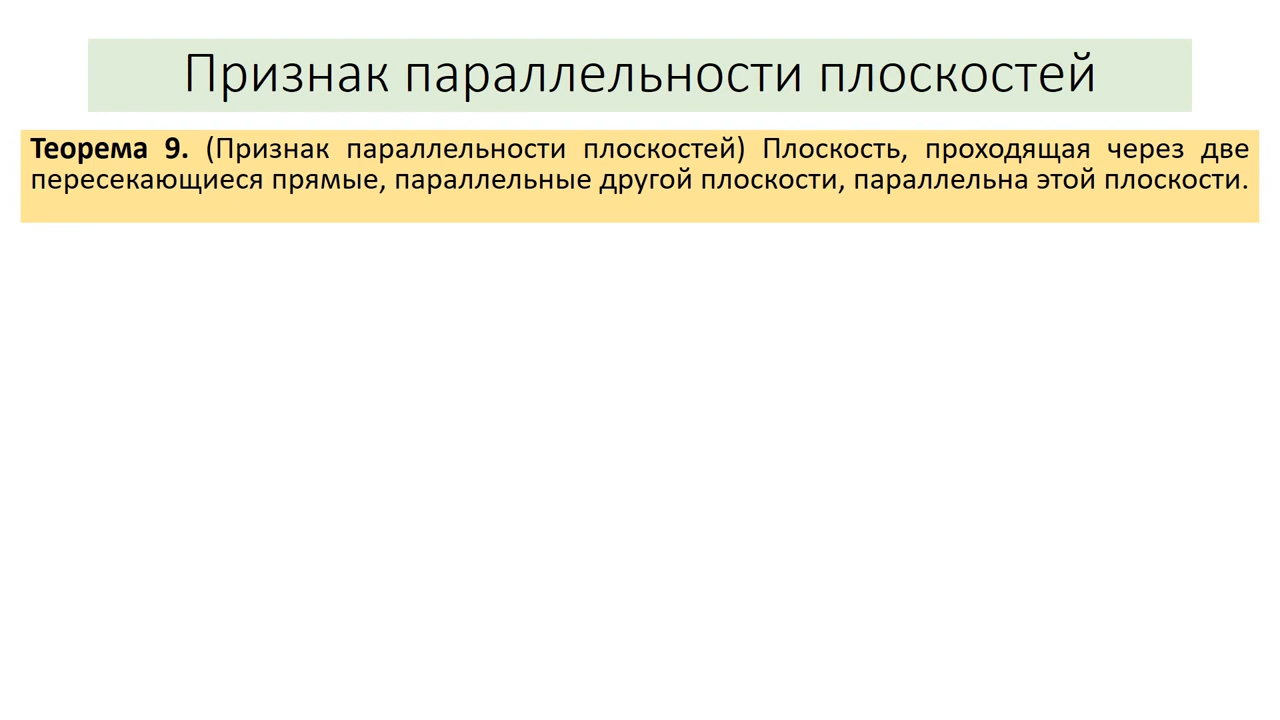 Признак параллельности плоскостей
Теорема 9. (Признак параллельности плоскостей) Плоскость, проходящая через две
пересекающиеся прямые, параллельные другой плоскости, параллельна этой плоскости.